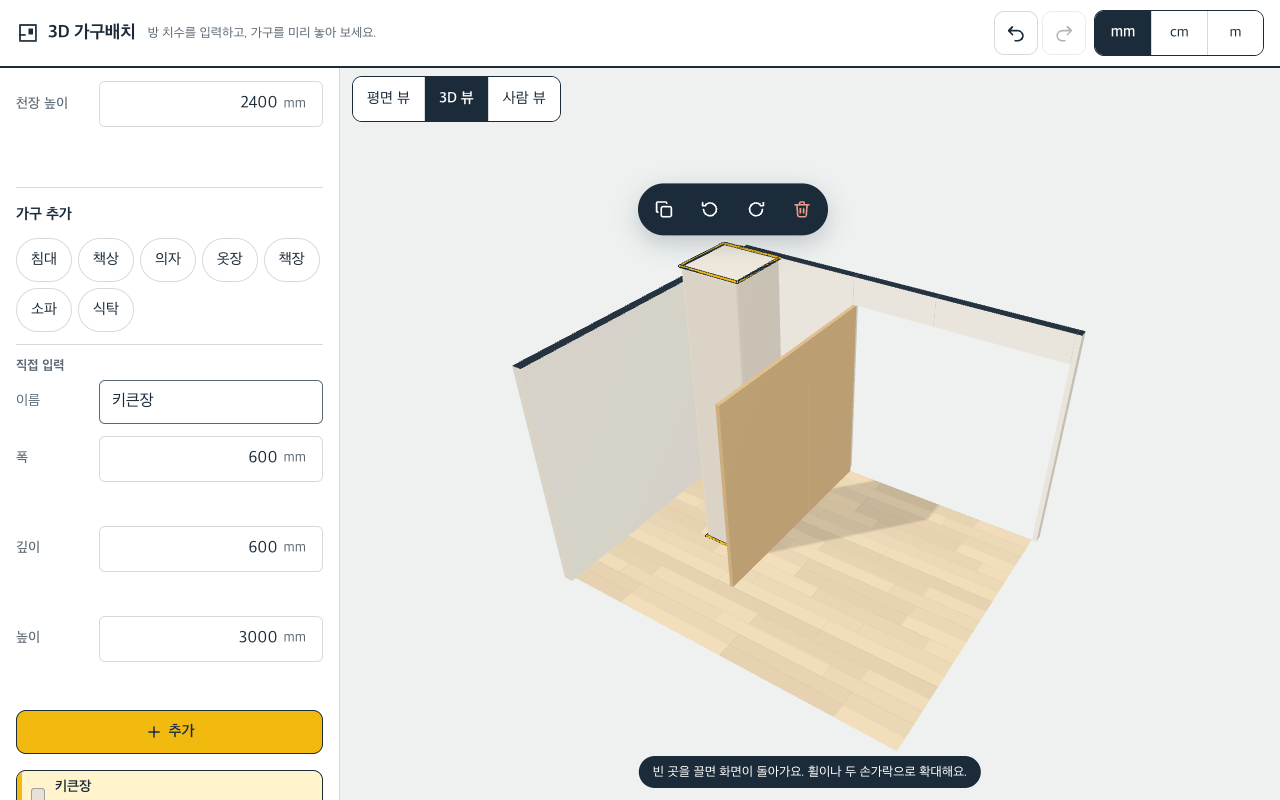 3D 가구배치 방 치수를 입력하고, 가구를 미리 놓아 보세요.
mm cm m
평면 뷰 3D 뷰 사람 뷰
천장 높이 2400 mm
가구 추가
침대 책상 의자 옷장 책장
소파 식탁
직접 입력
이름 키큰장
폭 600 mm
깊이 600 mm
높이 3000 mm
추가
키큰장
빈 곳을 끌면 화면이 돌아가요. 휠이나 두 손가락으로 확대해요.